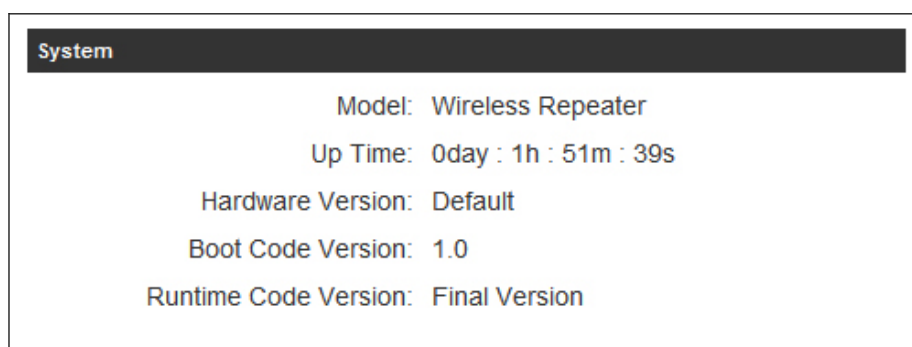 System
Model: Wireless Repeater
Up Time: 0day : 1h : 51m : 39s
Hardware Version: Default
Boot Code Version: 1.0
Runtime Code Version: Final Version